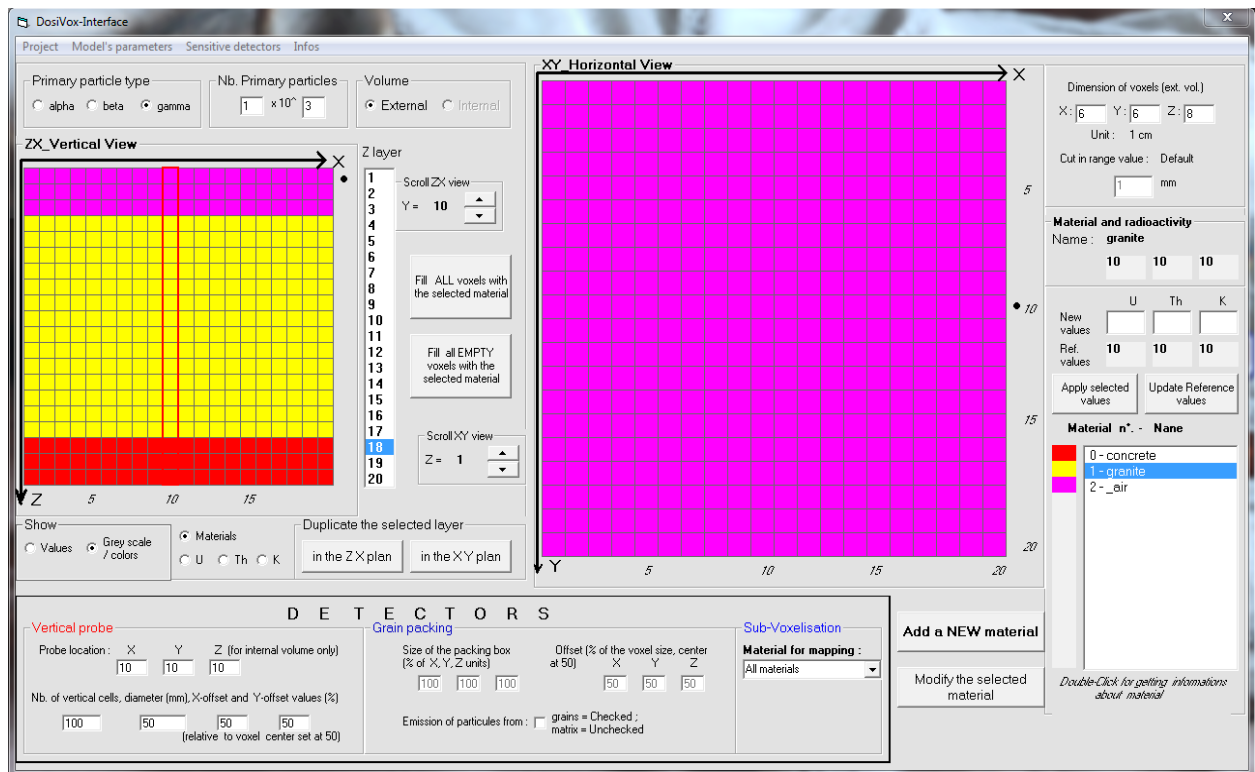 DosiVox-Interface
Project Model's parameters Sensitive detectors Infos
Primary particle type
alpha beta gamma
Nb. Primary particles
1 x10^ 3
Volume
External Internal
ZX_Vertical View
X
Z
5 10 15
Z layer
1
2
3
4
5
6
7
8
9
10
11
12
13
14
15
16
17
18
19
20
Scroll ZX view
Y = 10
Fill ALL voxels with
the selected material
Fill all EMPTY
voxels with the
selected material
Scroll XY view
Z = 1
Show
Values Grey scale
/ colors
Materials
U Th K
Duplicate the selected layer
in the Z X plan in the X Y plan
XY_Horizontal View
X
5
10
15
20
Y
5 10 15 20
Dimension of voxels (ext. vol.)
X: 6 Y: 6 Z: 8
Unit : 1 cm
Cut in range value : Default
1 mm
Material and radioactivity
Name : granite
10 10 10
U Th K
New
values
Ref.
values
10 10 10
Apply selected
values
Update Reference
values
Material n°. - Nane
0 - concrete
1 - granite
2 - _air
Double-Click for getting informations
about material
D E T E C T O R S
Vertical probe
Probe location : X Y Z (for internal volume only)
10 10 10
Nb. of vertical cells, diameter (mm), X-offset and Y-offset values (%)
100 50 50 50
(relative to voxel center set at 50)
Grain packing
Size of the packing box
(% of X, Y, Z units)
100 100 100
Offset (% of the voxel size, center
at 50) X Y Z
50 50 50
Emission of particules from : grains = Checked ;
matrix = Unchecked
Sub-Voxelisation
Material for mapping :
All materials
Add a NEW material
Modify the selected
material